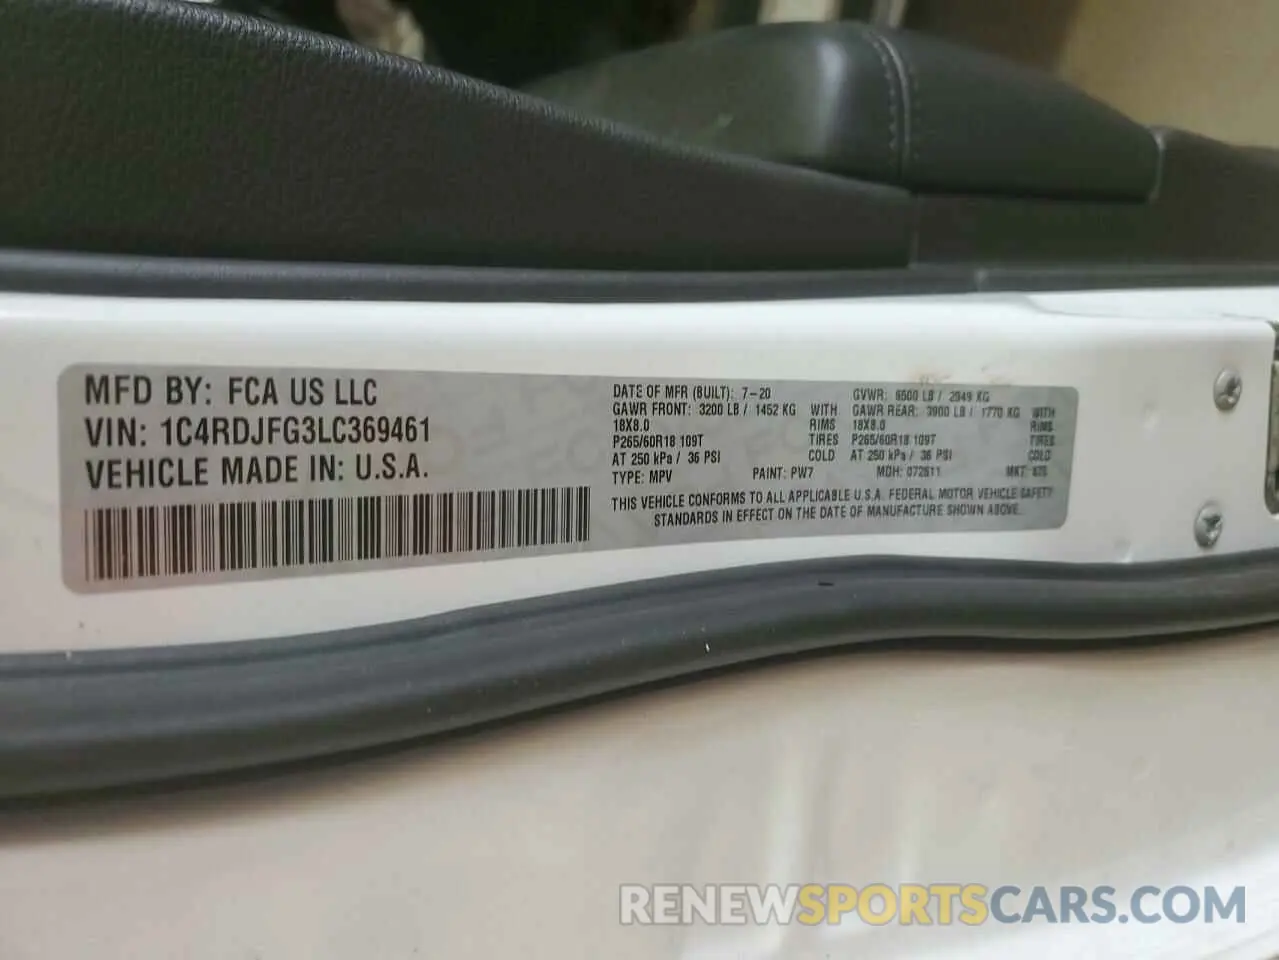 MFD BY: FCA US LLC
VIN: 1C4RDJFG3LC369461
VEHICLE MADE IN: U.S.A.
DATE OF MFR (BUILT): 7-20
GAWR FRONT: 3200 LB / 1452 KG WITH
18X8.0 RIMS
P265/60R18 109T TIRES
AT 250 kPa / 36 PSI COLD
TYPE: MPV PAINT: PW7
GVWR: 6500 LB / 2949 KG
GAWR REAR: 3900 LB / 1770 KG WITH
18X8.0 RIMS
P265/60R18 109T TIRES
AT 250 kPa / 36 PSI COLD
MDH: 072811 MKT:
THIS VEHICLE CONFORMS TO ALL APPLICABLE U.S.A. FEDERAL MOTOR VEHICLE SAFETY
STANDARDS IN EFFECT ON THE DATE OF MANUFACTURE SHOWN ABOVE.
RENEWSPORTSCARS.COM